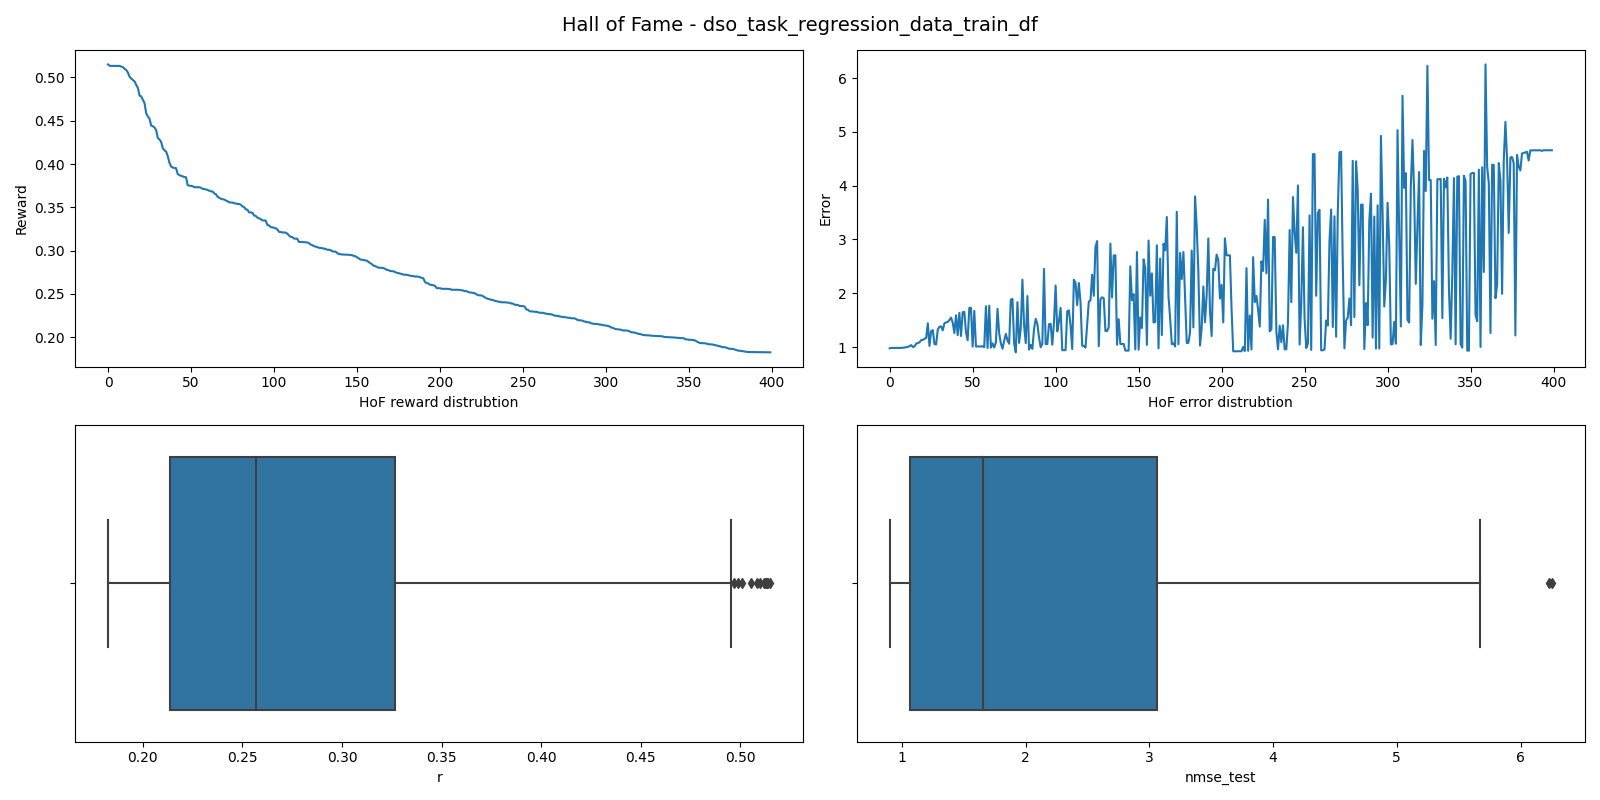 Hall of Fame - dso_task_regression_data_train_df
0.50
0.45
0.40
0.35
0.30
0.25
0.20
Reward
0 50 100 150 200 250 300 350 400
HoF reward distrubtion
6
5
4
3
2
1
Error
0 50 100 150 200 250 300 350 400
HoF error distrubtion
0.20 0.25 0.30 0.35 0.40 0.45 0.50
r
1 2 3 4 5 6
nmse_test